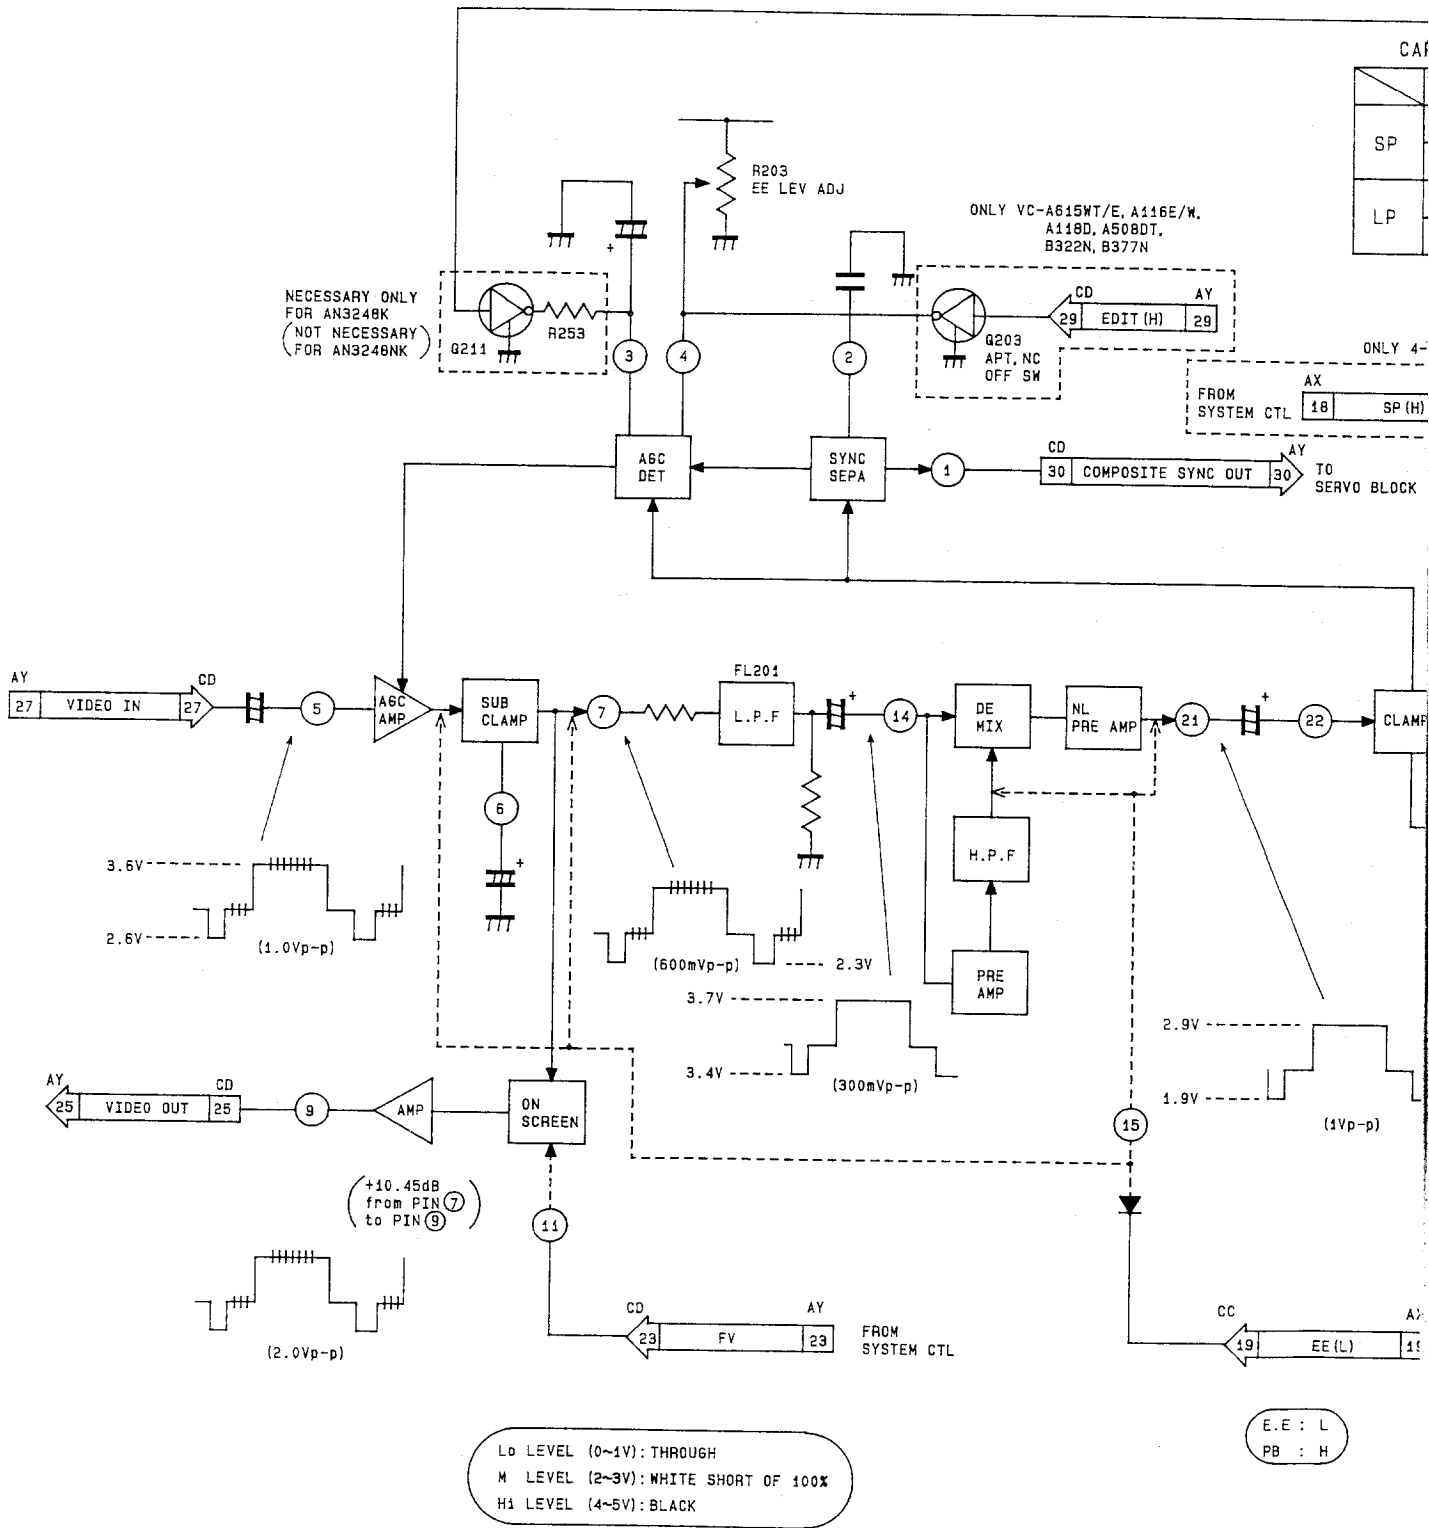 CAR
SP
LP
R203
EE LEV ADJ
ONLY VC-A615WT/E, A116E/W,
A118D, A508DT,
B322N, B377N
NECESSARY ONLY
FOR AN3248K
(NOT NECESSARY)
(FOR AN3248NK)
Q211
R253
+
3
4
2
Q203
APT, NC
OFF SW
CD
AY
29 EDIT(H) 29
ONLY 4-
FROM
SYSTEM CTL
AX
18 SP(H)
AGC
DET
SYNC
SEPA
1
CD
AY
30 COMPOSITE SYNC OUT 30
TO
SERVO BLOCK
AY
CD
27 VIDEO IN 27
5
AGC
AMP
SUB
CLAMP
7
FL201
L.P.F
+
14
DE
MIX
NL
PRE AMP
21
+
22
CLAMP
6
+
H.P.F
PRE
AMP
3.6V
2.6V
(1.0Vp-p)
(600mVp-p)
2.3V
3.7V
3.4V
(300mVp-p)
2.9V
1.9V
(1Vp-p)
AY
CD
25 VIDEO OUT 25
9
AMP
ON
SCREEN
15
(+10.45dB
from PIN 7
to PIN 9)
11
(2.0Vp-p)
CD
AY
23 FV 23
FROM
SYSTEM CTL
CC
AX
19 EE(L) 19
E.E : L
PB : H
Lo LEVEL (0~1V): THROUGH
M LEVEL (2~3V): WHITE SHORT OF 100%
Hi LEVEL (4~5V): BLACK